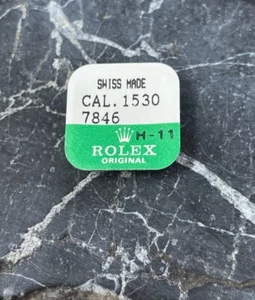 SWISS MADE
CAL. 1530
7846
M-11
ROLEX
ORIGINAL